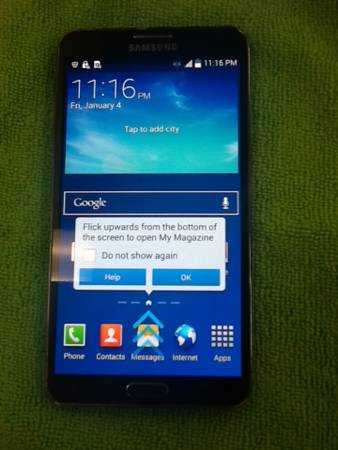 SAMSUNG
11:16 PM
11:16 PM
Fri, January 4
Tap to add city
Google
Flick upwards from the bottom of
the screen to open My Magazine
Do not show again
Help
OK
Phone
Contacts
Messages
Internet
Apps